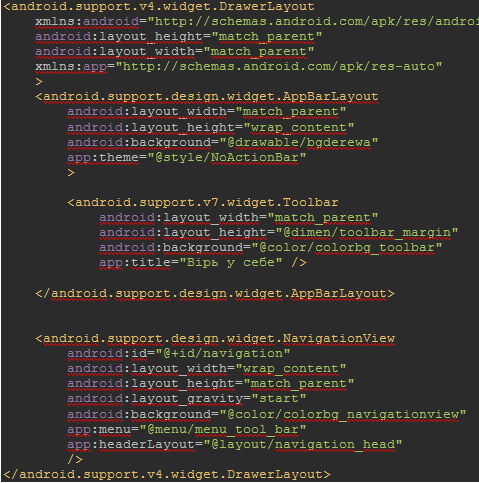 <android.support.v4.widget.DrawerLayout
xmlns:android="http://schemas.android.com/apk/res/andro
android:layout_height="match_parent"
android:layout_width="match_parent"
xmlns:app="http://schemas.android.com/apk/res-auto"
>
<android.support.design.widget.AppBarLayout
android:layout_width="match_parent"
android:layout_height="wrap_content"
android:background="@drawable/bgderewa"
app:theme="@style/NoActionBar"
>
<android.support.v7.widget.Toolbar
android:layout_width="match_parent"
android:layout_height="@dimen/toolbar_margin"
android:background="@color/colorbg_toolbar"
app:title="Вірь у себе" />
</android.support.design.widget.AppBarLayout>
<android.support.design.widget.NavigationView
android:id="@+id/navigation"
android:layout_width="wrap_content"
android:layout_height="match_parent"
android:layout_gravity="start"
android:background="@color/colorbg_navigationview"
app:menu="@menu/menu_tool_bar"
app:headerLayout="@layout/navigation_head"
/>
</android.support.v4.widget.DrawerLayout>